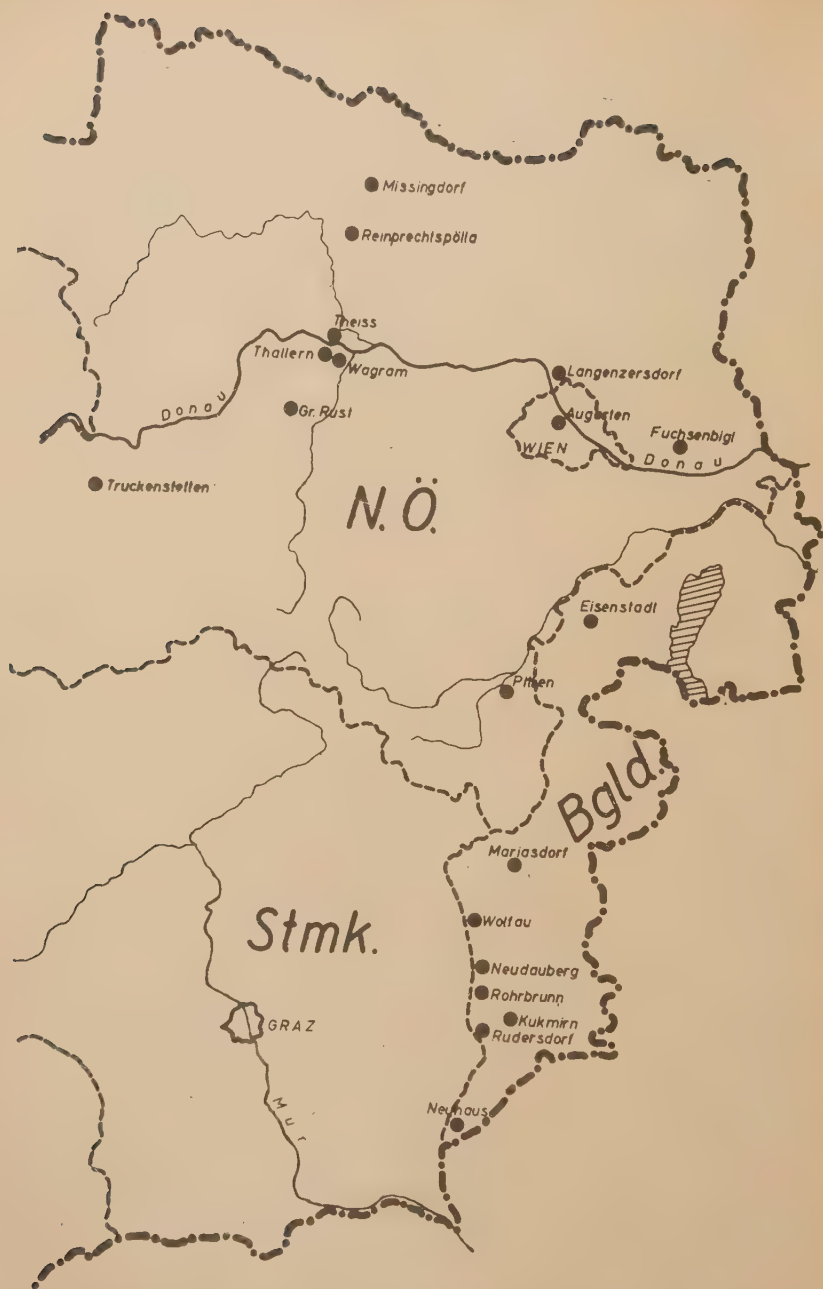 Missingdorf
Reinprechtspölla
Theiss
Thallern
Wagram
Langenzersdorf
Donau
Gr. Rust
Augarten
WIEN
Fuchsenbigl
Donau
Truckenstetten
N.Ö.
Eisenstadt
Pitten
Bgld.
Mariasdorf
Stmk.
Wolfau
Neudauberg
Rohrbrunn
GRAZ
Kukmirn
Rudersdorf
Mur
Neuhaus